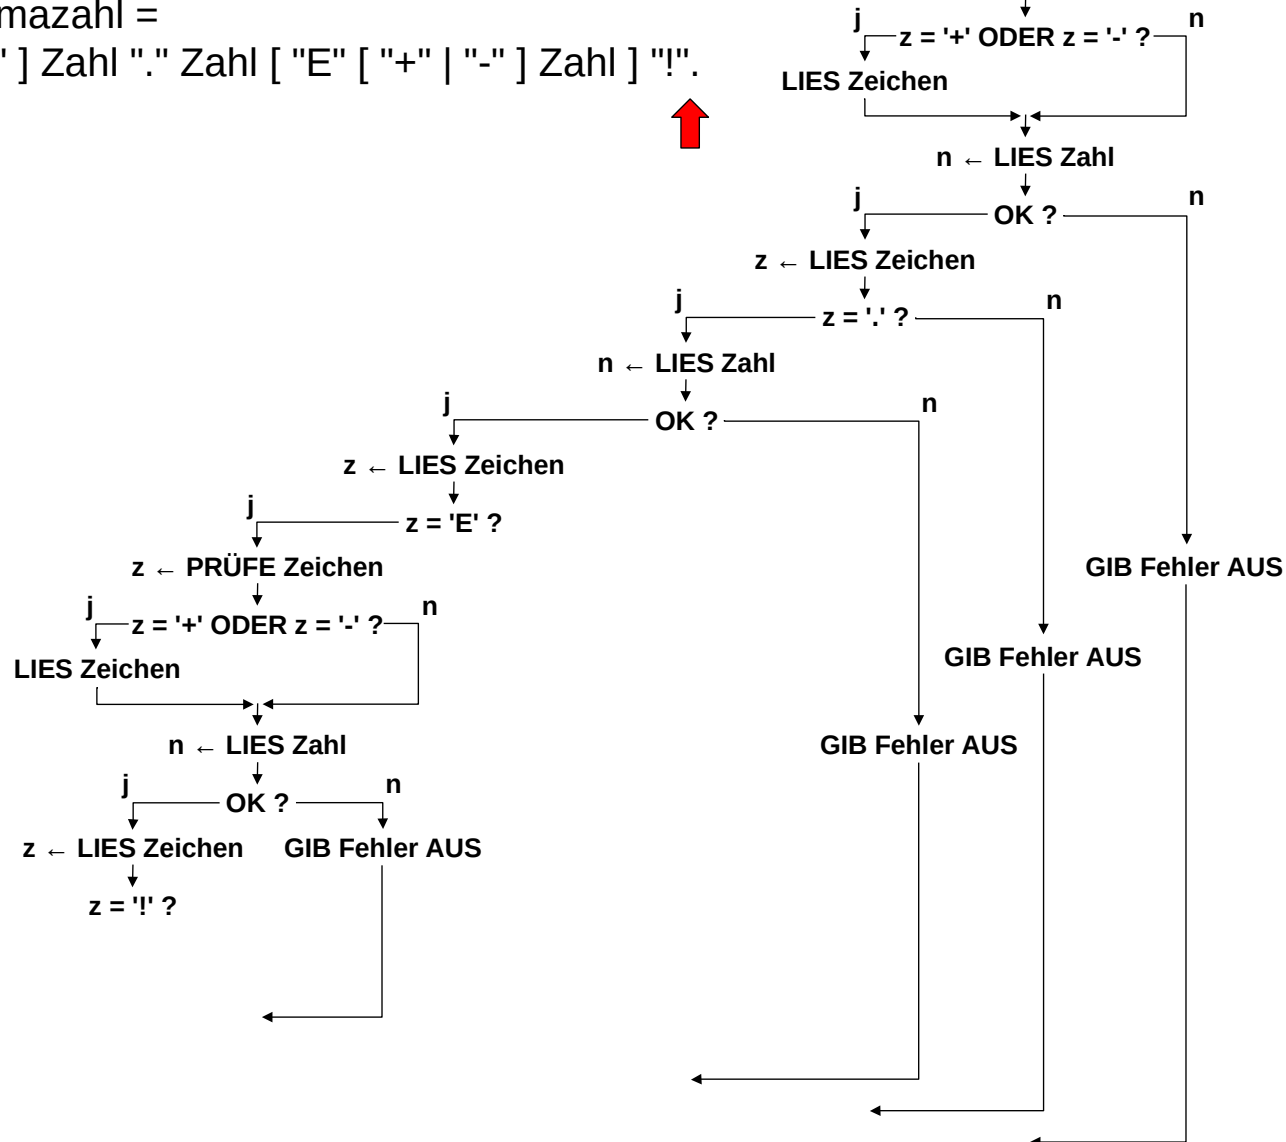 mazahl =
" ] Zahl "." Zahl [ "E" [ "+" | "-" ] Zahl ] "!".
j
n
z = '+' ODER z = '-' ?
LIES Zeichen
n ← LIES Zahl
j
n
OK ?
z ← LIES Zeichen
j
n
z = '.' ?
n ← LIES Zahl
j
n
OK ?
z ← LIES Zeichen
j
z = 'E' ?
z ← PRÜFE Zeichen
GIB Fehler AUS
j
n
z = '+' ODER z = '-' ?
GIB Fehler AUS
LIES Zeichen
n ← LIES Zahl
GIB Fehler AUS
j
n
OK ?
z ← LIES Zeichen
GIB Fehler AUS
z = '!' ?